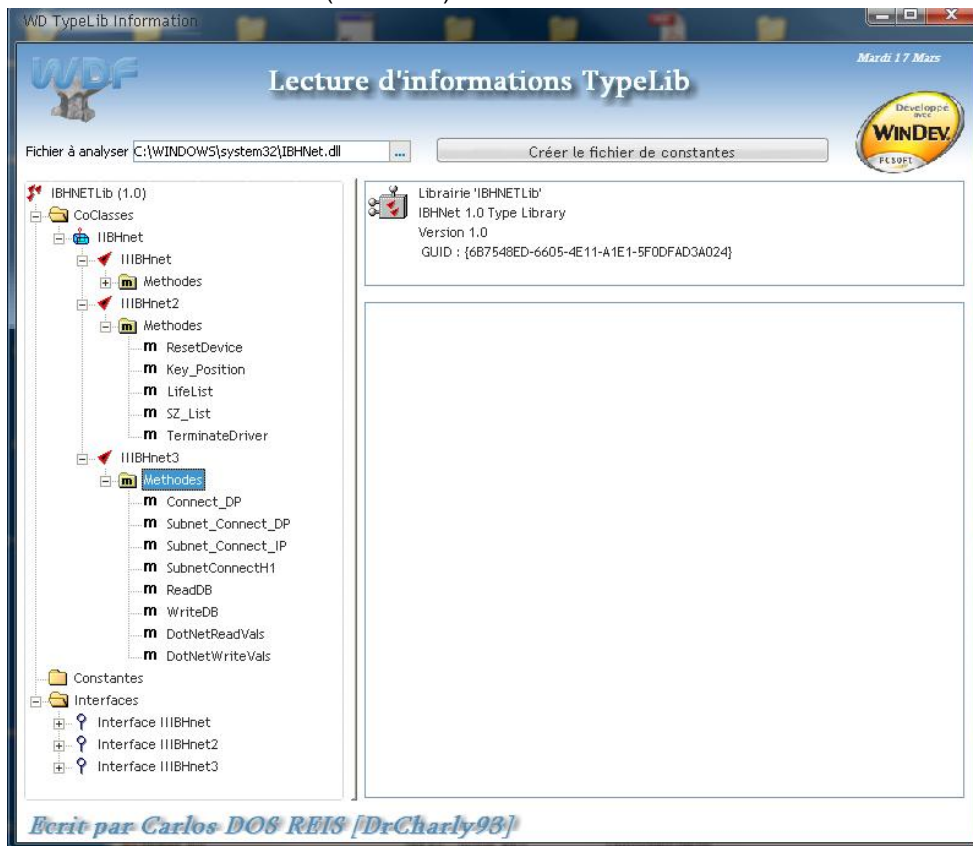 WD TypeLib Information
WDF
Lecture d'informations TypeLib
Mardi 17 Mars
Développé
avec
WINDEV
PCSOFT
Fichier à analyser C:\WINDOWS\system32\IBHNet.dll ... Créer le fichier de constantes
IBHNETLib (1.0)
CoClasses
IIBHnet
IIIBHnet
m Methodes
IIIBHnet2
m Methodes
m ResetDevice
m Key_Position
m LifeList
m SZ_List
m TerminateDriver
IIIBHnet3
m Methodes
m Connect_DP
m Subnet_Connect_DP
m Subnet_Connect_IP
m SubnetConnectH1
m ReadDB
m WriteDB
m DotNetReadVals
m DotNetWriteVals
Constantes
Interfaces
Interface IIIBHnet
Interface IIIBHnet2
Interface IIIBHnet3
Librairie 'IBHNETLib'
IBHNet 1.0 Type Library
Version 1.0
GUID : {6B7548ED-6605-4E11-A1E1-5F0DFAD3A024}
Ecrit par Carlos DOS REIS [DrCharly93]